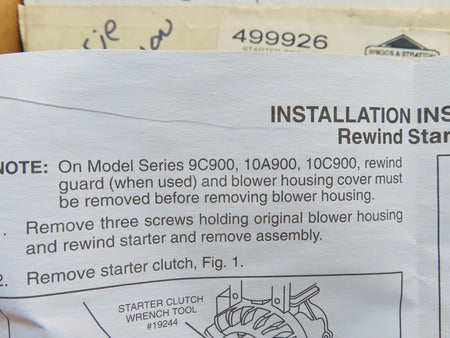 499926
BRIGGS & STRATTON
INSTALLATION INS
Rewind Star
NOTE: On Model Series 9C900, 10A900, 10C900, rewind
guard (when used) and blower housing cover must
be removed before removing blower housing.
. Remove three screws holding original blower housing
and rewind starter and remove assembly.
2. Remove starter clutch, Fig. 1.
STARTER CLUTCH
WRENCH TOOL
#19244